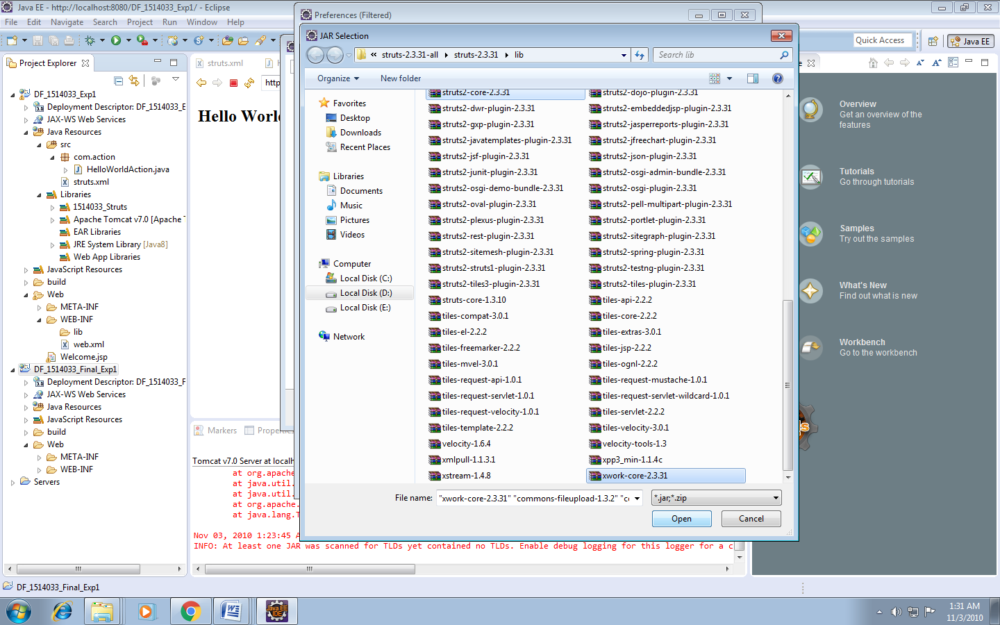 Java EE - http://localhost:8080/DF_1514033_Exp1/ - Eclipse
File Edit Navigate Search Project Run Window Help
Quick Access
Java EE
Project Explorer
DF_1514033_Exp1
Deployment Descriptor: DF_1514033_E
JAX-WS Web Services
Java Resources
src
com.action
HelloWorldAction.java
struts.xml
Libraries
1514033_Struts
Apache Tomcat v7.0 [Apache T
EAR Libraries
JRE System Library [Java8]
Web App Libraries
JavaScript Resources
build
Web
META-INF
WEB-INF
lib
web.xml
Welcome.jsp
DF_1514033_Final_Exp1
Deployment Descriptor: DF_1514033_F
JAX-WS Web Services
Java Resources
JavaScript Resources
build
Web
META-INF
WEB-INF
Servers
struts.xml
Hello Worl
Markers Properties
Tomcat v7.0 Server at localh
at org.apache
at java.util.
at java.util.
at org.apache.
at java.lang.T
Nov 03, 2010 1:23:45 A
INFO: At least one JAR was scanned for TLDs yet contained no TLDs. Enable debug logging for this logger for a c
Preferences (Filtered)
JAR Selection
« struts-2.3.31-all struts-2.3.31 lib
Search lib
Organize New folder
Favorites
Desktop
Downloads
Recent Places
Libraries
Documents
Music
Pictures
Videos
Computer
Local Disk (C:)
Local Disk (D:)
Local Disk (E:)
Network
struts2-core-2.3.31 struts2-dojo-plugin-2.3.31
struts2-dwr-plugin-2.3.31 struts2-embeddedjsp-plugin-2.3.31
struts2-gxp-plugin-2.3.31 struts2-jasperreports-plugin-2.3.31
struts2-javatemplates-plugin-2.3.31 struts2-jfreechart-plugin-2.3.31
struts2-jsf-plugin-2.3.31 struts2-json-plugin-2.3.31
struts2-junit-plugin-2.3.31 struts2-osgi-admin-bundle-2.3.31
struts2-osgi-demo-bundle-2.3.31 struts2-osgi-plugin-2.3.31
struts2-oval-plugin-2.3.31 struts2-pell-multipart-plugin-2.3.31
struts2-plexus-plugin-2.3.31 struts2-portlet-plugin-2.3.31
struts2-rest-plugin-2.3.31 struts2-sitegraph-plugin-2.3.31
struts2-sitemesh-plugin-2.3.31 struts2-spring-plugin-2.3.31
struts2-struts1-plugin-2.3.31 struts2-testng-plugin-2.3.31
struts2-tiles3-plugin-2.3.31 struts2-tiles-plugin-2.3.31
struts-core-1.3.10 tiles-api-2.2.2
tiles-compat-3.0.1 tiles-core-2.2.2
tiles-el-2.2.2 tiles-extras-3.0.1
tiles-freemarker-2.2.2 tiles-jsp-2.2.2
tiles-mvel-3.0.1 tiles-ognl-2.2.2
tiles-request-api-1.0.1 tiles-request-mustache-1.0.1
tiles-request-servlet-1.0.1 tiles-request-servlet-wildcard-1.0.1
tiles-request-velocity-1.0.1 tiles-servlet-2.2.2
tiles-template-2.2.2 tiles-velocity-3.0.1
velocity-1.6.4 velocity-tools-1.3
xmlpull-1.1.3.1 xpp3_min-1.1.4c
xstream-1.4.8 xwork-core-2.3.31
File name: "xwork-core-2.3.31" "commons-fileupload-1.3.2" "co *.jar;*.zip
Open Cancel
Overview
Get an overview of the
features
Tutorials
Go through tutorials
Samples
Try out the samples
What's New
Find out what is new
Workbench
Go to the workbench
DF_1514033_Final_Exp1
Java EE
IDE
1:31 AM
11/3/2010